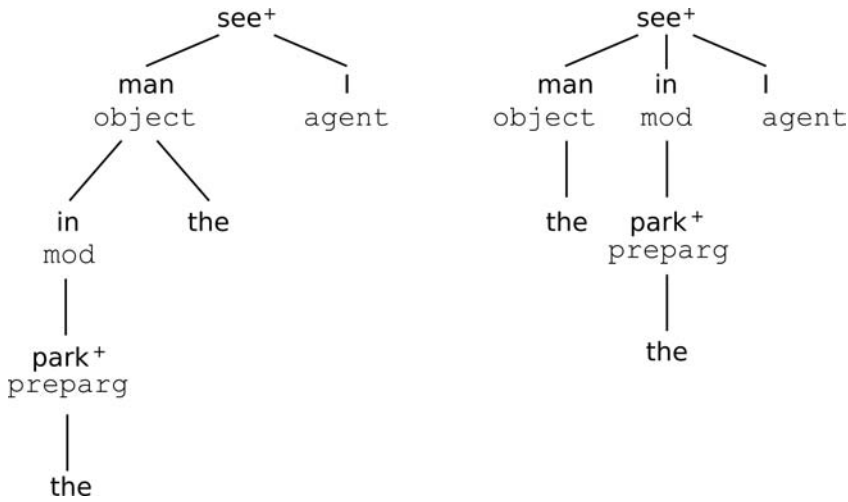 see⁺ see⁺
man I man in I
object agent object mod agent
in the the park⁺
mod preparg
park⁺ the
preparg
the